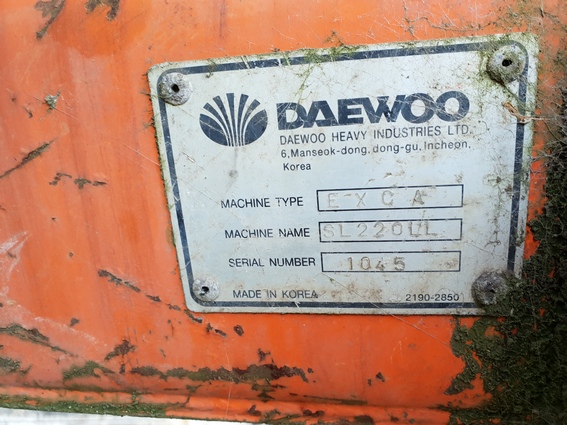 DAEWOO
DAEWOO HEAVY INDUSTRIES LTD.
6,Manseok-dong, dong-gu, Incheon,
Korea
MACHINE TYPE E X C A
MACHINE NAME SL220LL
SERIAL NUMBER 1045
MADE IN KOREA 2190-2850